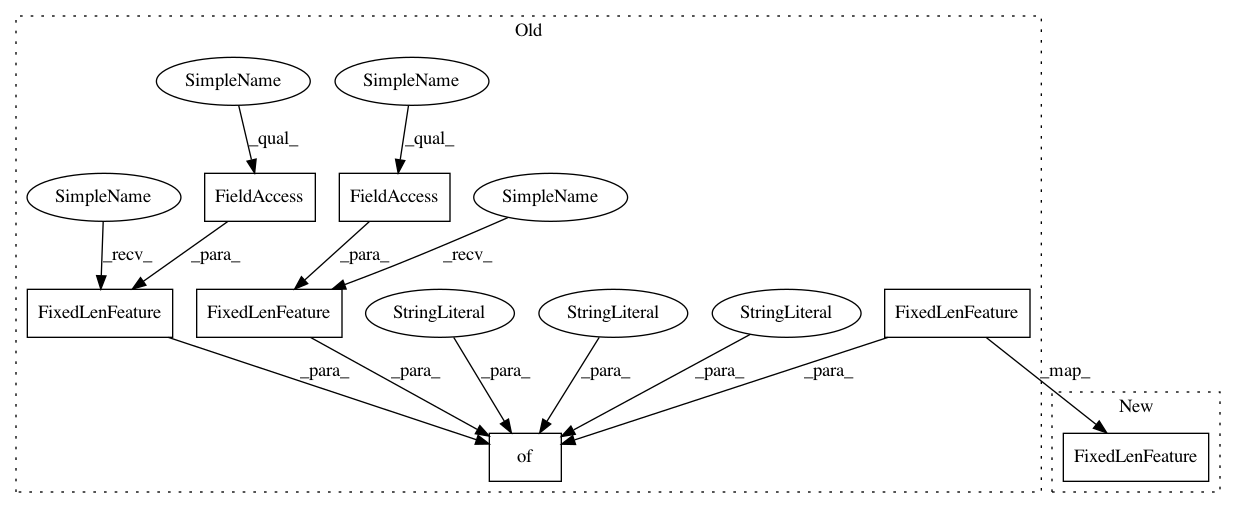 Old
SimpleName
SimpleName
_qual_
_qual_
SimpleName
FieldAccess
FieldAccess
SimpleName
_recv_
_para_
_para_
_recv_
FixedLenFeature
FixedLenFeature
StringLiteral
StringLiteral
StringLiteral
FixedLenFeature
_para_
_para_
_para_
_para_
_para_
_para_
_map_
New
of
FixedLenFeature